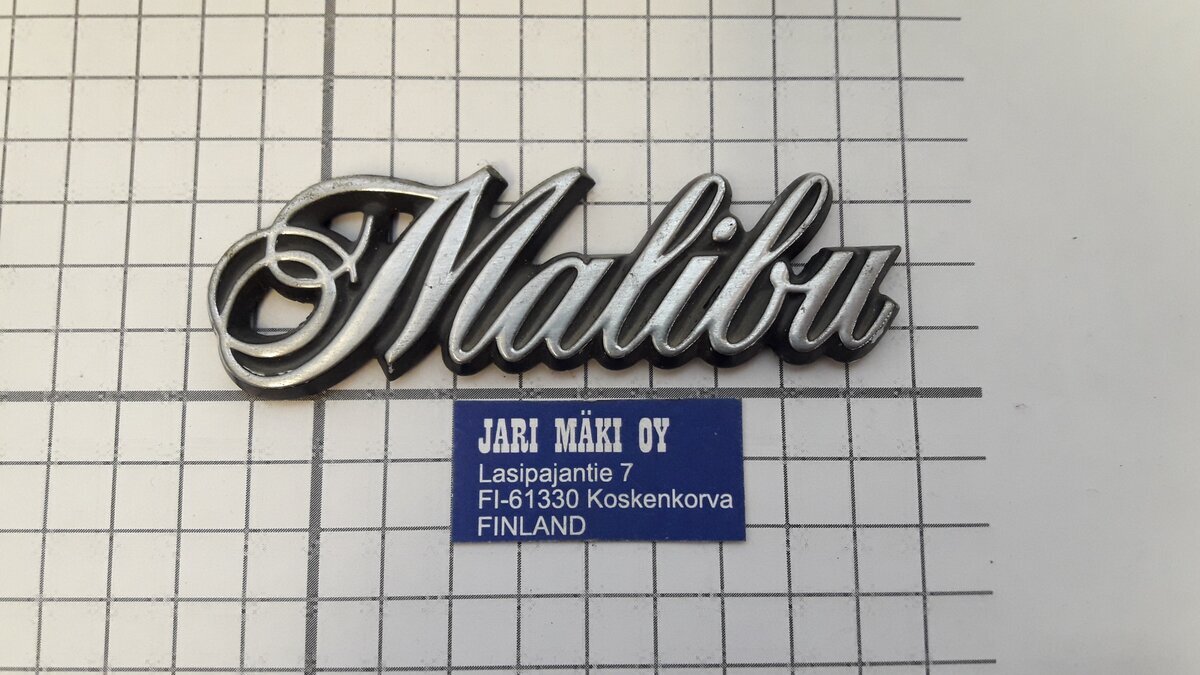 Malibu
JARI MÄKI OY
Lasipajantie 7
FI-61330 Koskenkorva
FINLAND